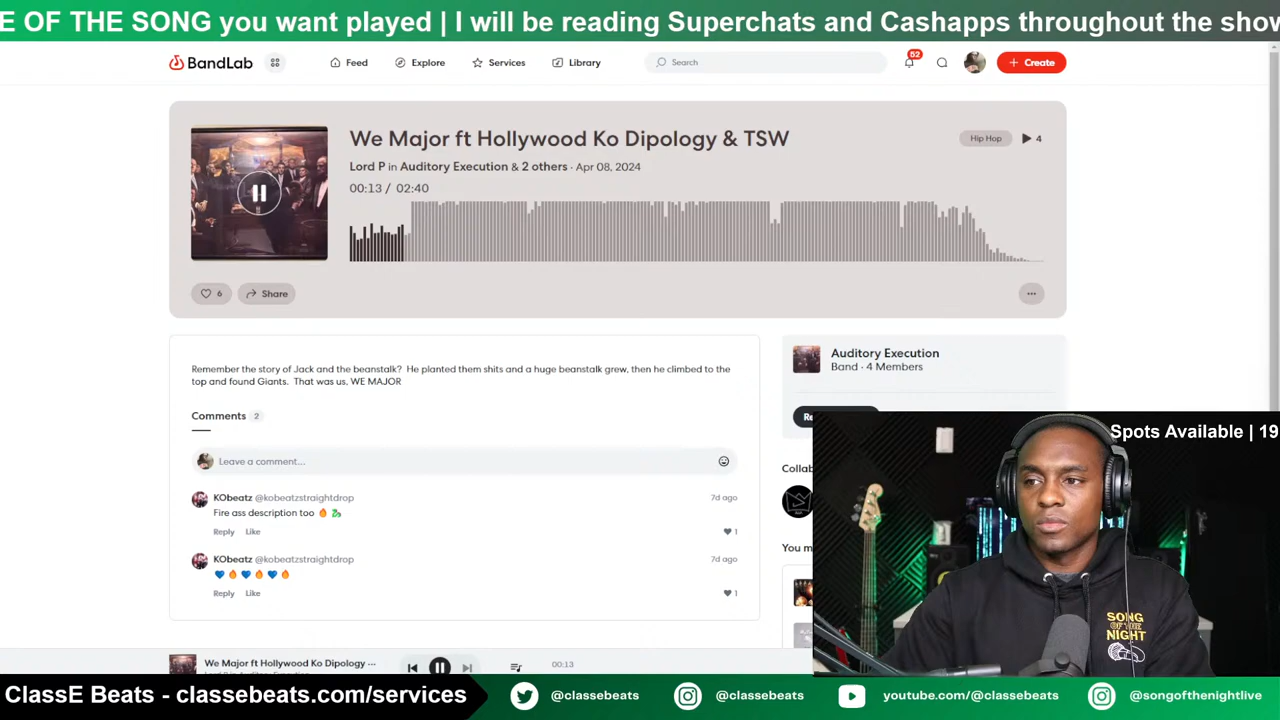 E OF THE SONG you want played | I will be reading Superchats and Cashapps throughout the show
BandLab
Feed
Explore
Services
Library
Search
52
+ Create
We Major ft Hollywood Ko Dipology & TSW
Hip Hop
4
Lord P in Auditory Execution & 2 others · Apr 08, 2024
00:13 / 02:40
6
Share
Remember the story of Jack and the beanstalk? He planted them shits and a huge beanstalk grew, then he climbed to the
top and found Giants. That was us, WE MAJOR
Comments 2
Leave a comment...
KObeatz @kobeatzstraightdrop
7d ago
Fire ass description too 🔥 🐉
Reply Like
1
KObeatz @kobeatzstraightdrop
7d ago
💙 🔥 💙 🔥 💙 🔥
Reply Like
1
Auditory Execution
Band · 4 Members
Re
Collab
You m
Spots Available | 19
SONG
OF THE
NIGHT
We Major ft Hollywood Ko Dipology ...
00:13
ClassE Beats - classebeats.com/services
@classebeats
@classebeats
youtube.com/@classebeats
@songofthenightlive